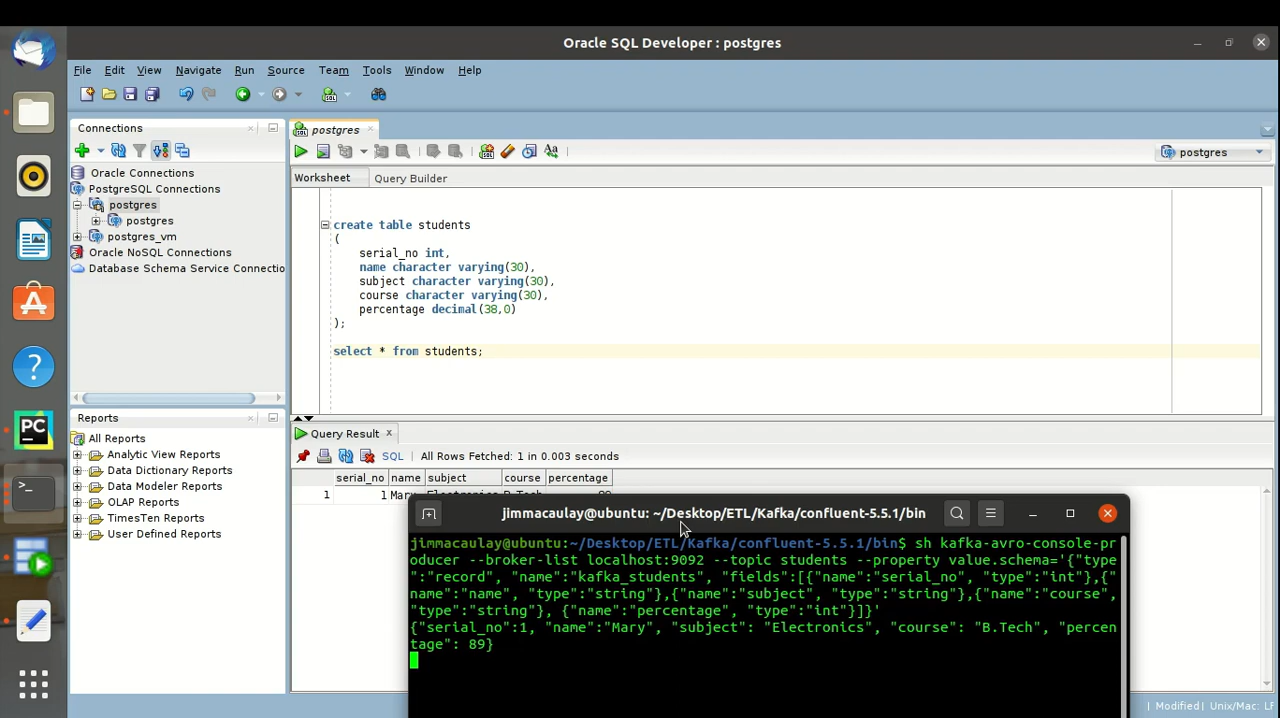 Oracle SQL Developer : postgres
File Edit View Navigate Run Source Team Tools Window Help
Connections
postgres
postgres
Worksheet Query Builder
Oracle Connections
PostgreSQL Connections
postgres
postgres
postgres_vm
Oracle NoSQL Connections
Database Schema Service Connectio
create table students
(
serial_no int,
name character varying(30),
subject character varying(30),
course character varying(30),
percentage decimal(38,0)
);
select * from students;
Reports
All Reports
Analytic View Reports
Data Dictionary Reports
Data Modeler Reports
OLAP Reports
TimesTen Reports
User Defined Reports
Query Result
SQL All Rows Fetched: 1 in 0.003 seconds
serial_no name subject course percentage
1 1 Mary Electronics B.Tech 89
jimmacaulay@ubuntu: ~/Desktop/ETL/Kafka/confluent-5.5.1/bin
jimmacaulay@ubuntu:~/Desktop/ETL/Kafka/confluent-5.5.1/bin$ sh kafka-avro-console-pr
oducer --broker-list localhost:9092 --topic students --property value.schema='{"type
":"record", "name":"kafka_students", "fields":[{"name":"serial_no", "type":"int"},{"
name":"name", "type":"string"},{"name":"subject", "type":"string"},{"name":"course",
"type":"string"}, {"name":"percentage", "type":"int"}]}'
{"serial_no":1, "name":"Mary", "subject": "Electronics", "course": "B.Tech", "percen
tage": 89}
Modified Unix/Mac: LF
PC